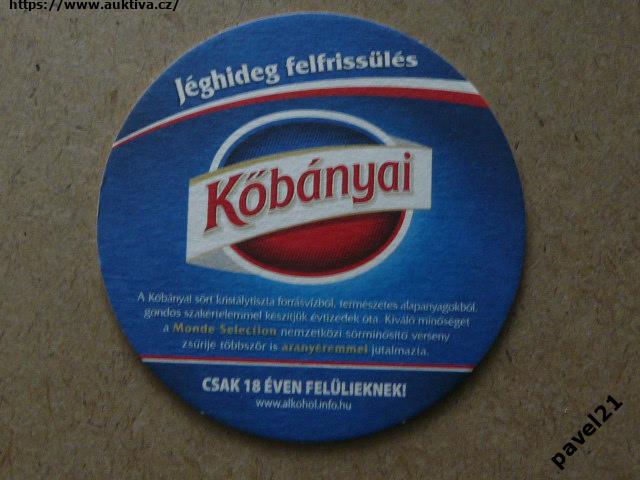 https://www.auktiva.cz/
Jéghideg felfrissülés
Kőbányai
A Kőbányai sört kristálytiszta forrásvízből, természetes alapanyagokból,
gondos szakértelemmel készítjük évtizedek óta. Kiváló minőségét
a Monde Selection nemzetközi sörminősítő verseny
zsűrije többször is aranyéremmel jutalmazta.
CSAK 18 ÉVEN FELÜLIEKNEK!
www.alkohol.info.hu
pavel21